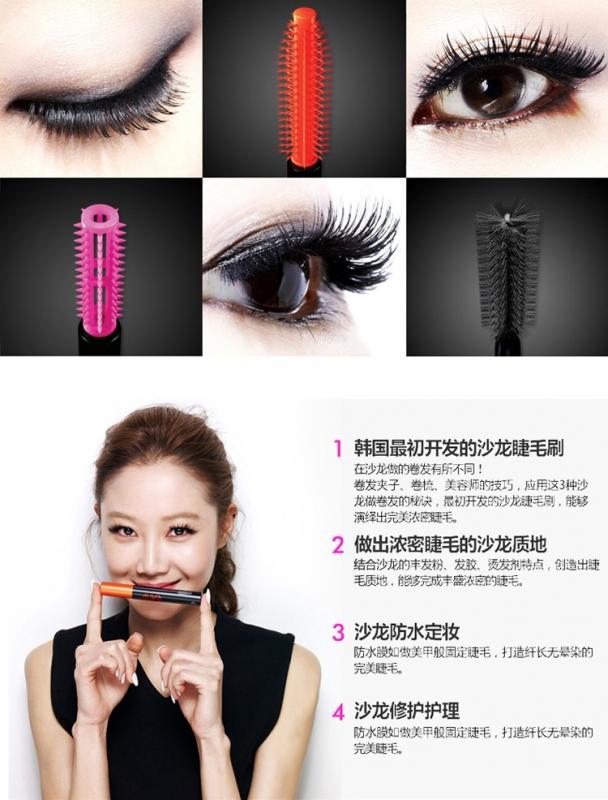 1 韩国最初开发的沙龙睫毛刷
在沙龙做的卷发有所不同！
卷发夹子、卷梳、美容师的技巧，应用这3种沙
龙做卷发的秘诀，最初开发的沙龙睫毛刷，能够
演绎出完美浓密睫毛。
2 做出浓密睫毛的沙龙质地
结合沙龙的丰发粉、发胶、烫发剂特点，创造出睫
毛质地，能够完成丰盛浓密的睫毛。
3 沙龙防水定妆
防水膜如做美甲般固定睫毛，打造纤长无晕染的
完美睫毛。
4 沙龙修护护理
防水膜如做美甲般固定睫毛，打造纤长无晕染的
完美睫毛。